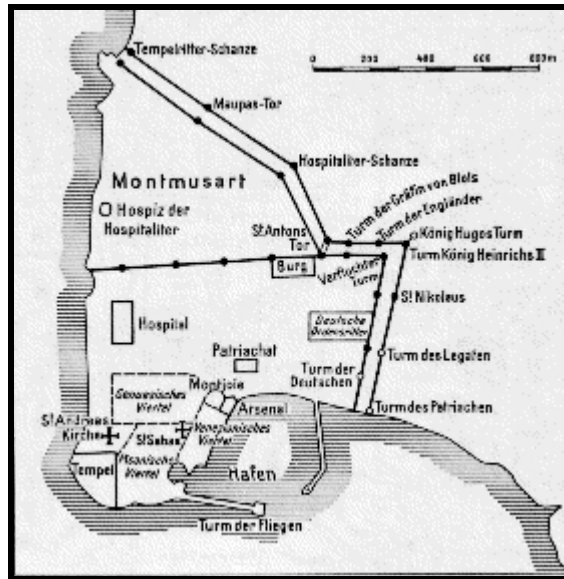 Tempelritter-Schanze
0 200 400 600 800 m
Maupas-Tor
Hospitaliter-Schanze
Montmusart
Hospiz der
Hospitaliter
Turm der Gräfin von Blois
Turm der Engländer
St. Antons
Tor
König Hugos Turm
Turm König Heinrichs II
Burg
Verfluchter
Turm
St. Nikolaus
Hospital
Deutsche
Ordensritter
Patriachat
Turm des Legaten
Turm der
Deutschen
Genuesisches
Viertel
Montjoie
Arsenal
Turm des Patriachen
St. Andreas
Kirche
St. Sabas
Venezianisches
Viertel
Pisanisches
Viertel
Tempel
Hafen
Turm der Fliegen